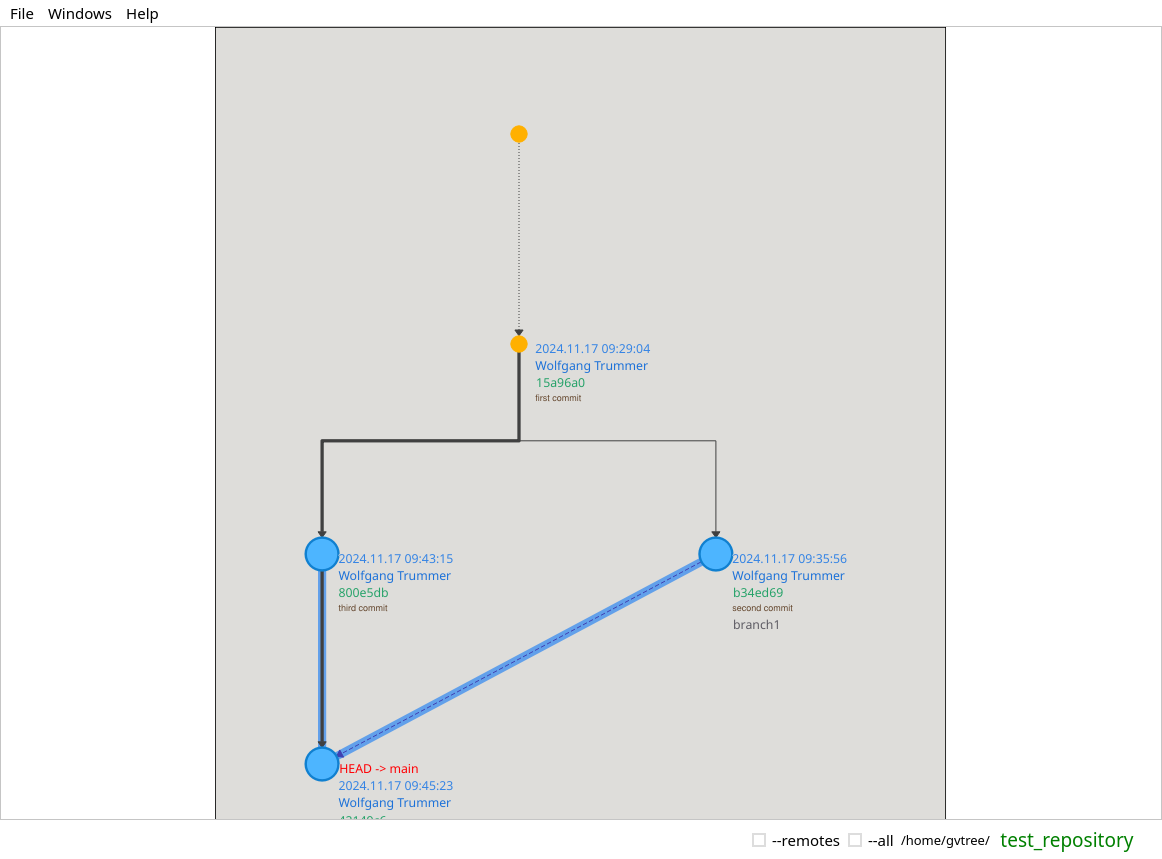 File Windows Help
2024.11.17 09:29:04
Wolfgang Trummer
15a96a0
first commit
2024.11.17 09:43:15
Wolfgang Trummer
800e5db
third commit
2024.11.17 09:35:56
Wolfgang Trummer
b34ed69
second commit
branch1
HEAD -> main
2024.11.17 09:45:23
Wolfgang Trummer
--remotes --all /home/gvtree/ test_repository